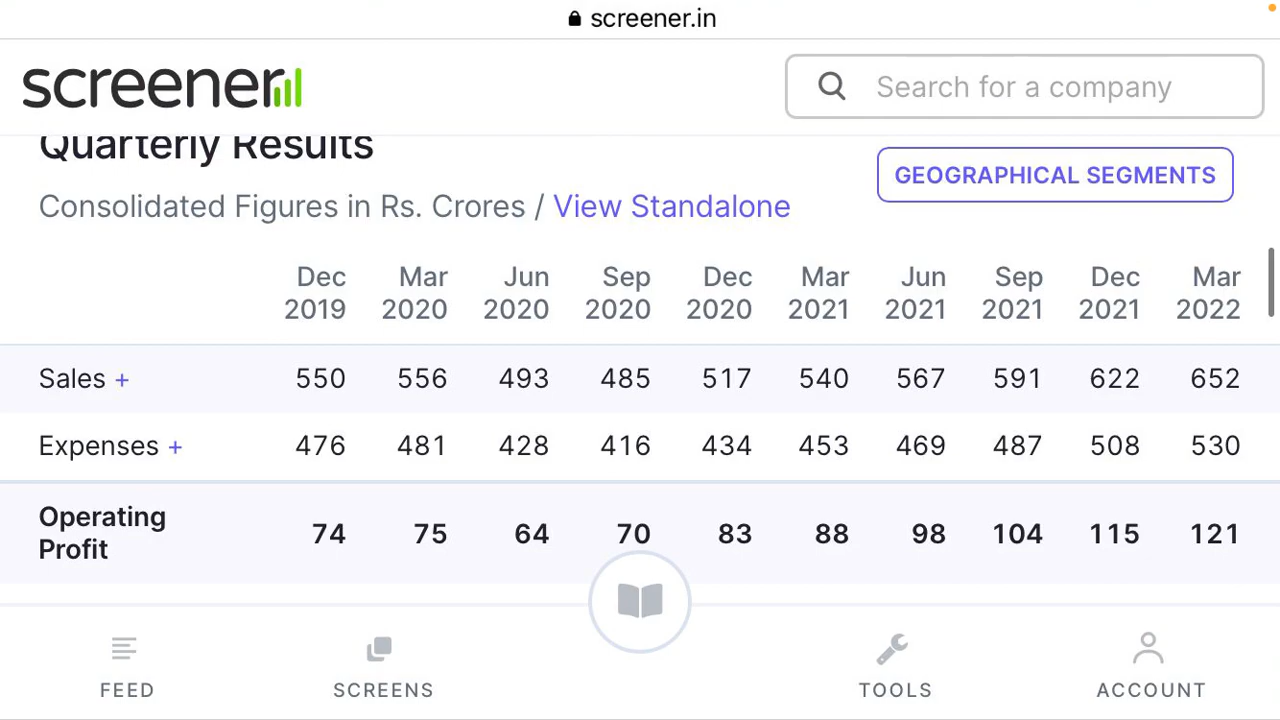 screener.in
screener
Search for a company
Quarterly Results
GEOGRAPHICAL SEGMENTS
Consolidated Figures in Rs. Crores / View Standalone
Dec Mar Jun Sep Dec Mar Jun Sep Dec Mar
2019 2020 2020 2020 2020 2021 2021 2021 2021 2022
Sales + 550 556 493 485 517 540 567 591 622 652
Expenses + 476 481 428 416 434 453 469 487 508 530
Operating
Profit 74 75 64 70 83 88 98 104 115 121
FEED SCREENS TOOLS ACCOUNT